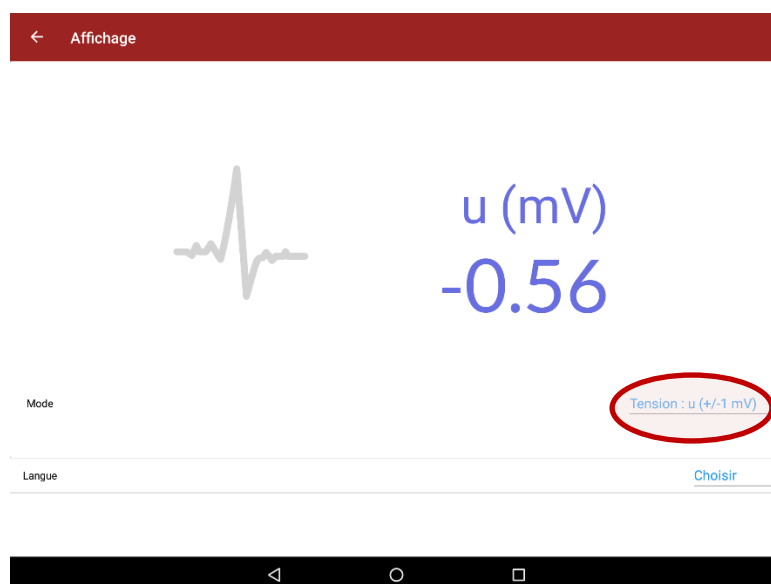 Affichage
u (mV)
-0.56
Mode
Tension : u (+/-1 mV)
Langue
Choisir